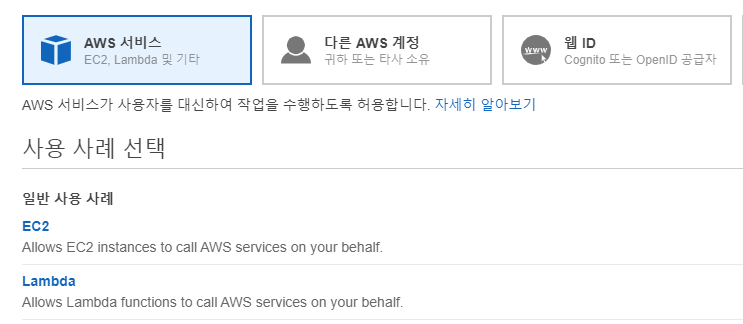 AWS 서비스
EC2, Lambda 및 기타
다른 AWS 계정
귀하 또는 타사 소유
www
웹 ID
Cognito 또는 OpenID 공급자
AWS 서비스가 사용자를 대신하여 작업을 수행하도록 허용합니다. 자세히 알아보기
사용 사례 선택
일반 사용 사례
EC2
Allows EC2 instances to call AWS services on your behalf.
Lambda
Allows Lambda functions to call AWS services on your behalf.